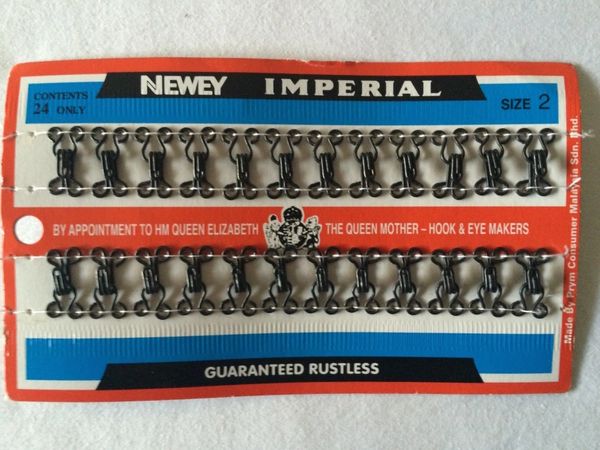 NEWEY IMPERIAL
CONTENTS
24 ONLY
SIZE 2
BY APPOINTMENT TO HM QUEEN ELIZABETH THE QUEEN MOTHER – HOOK & EYE MAKERS
GUARANTEED RUSTLESS
Made By Prym Consumer Malaysia Sdn. Bhd.